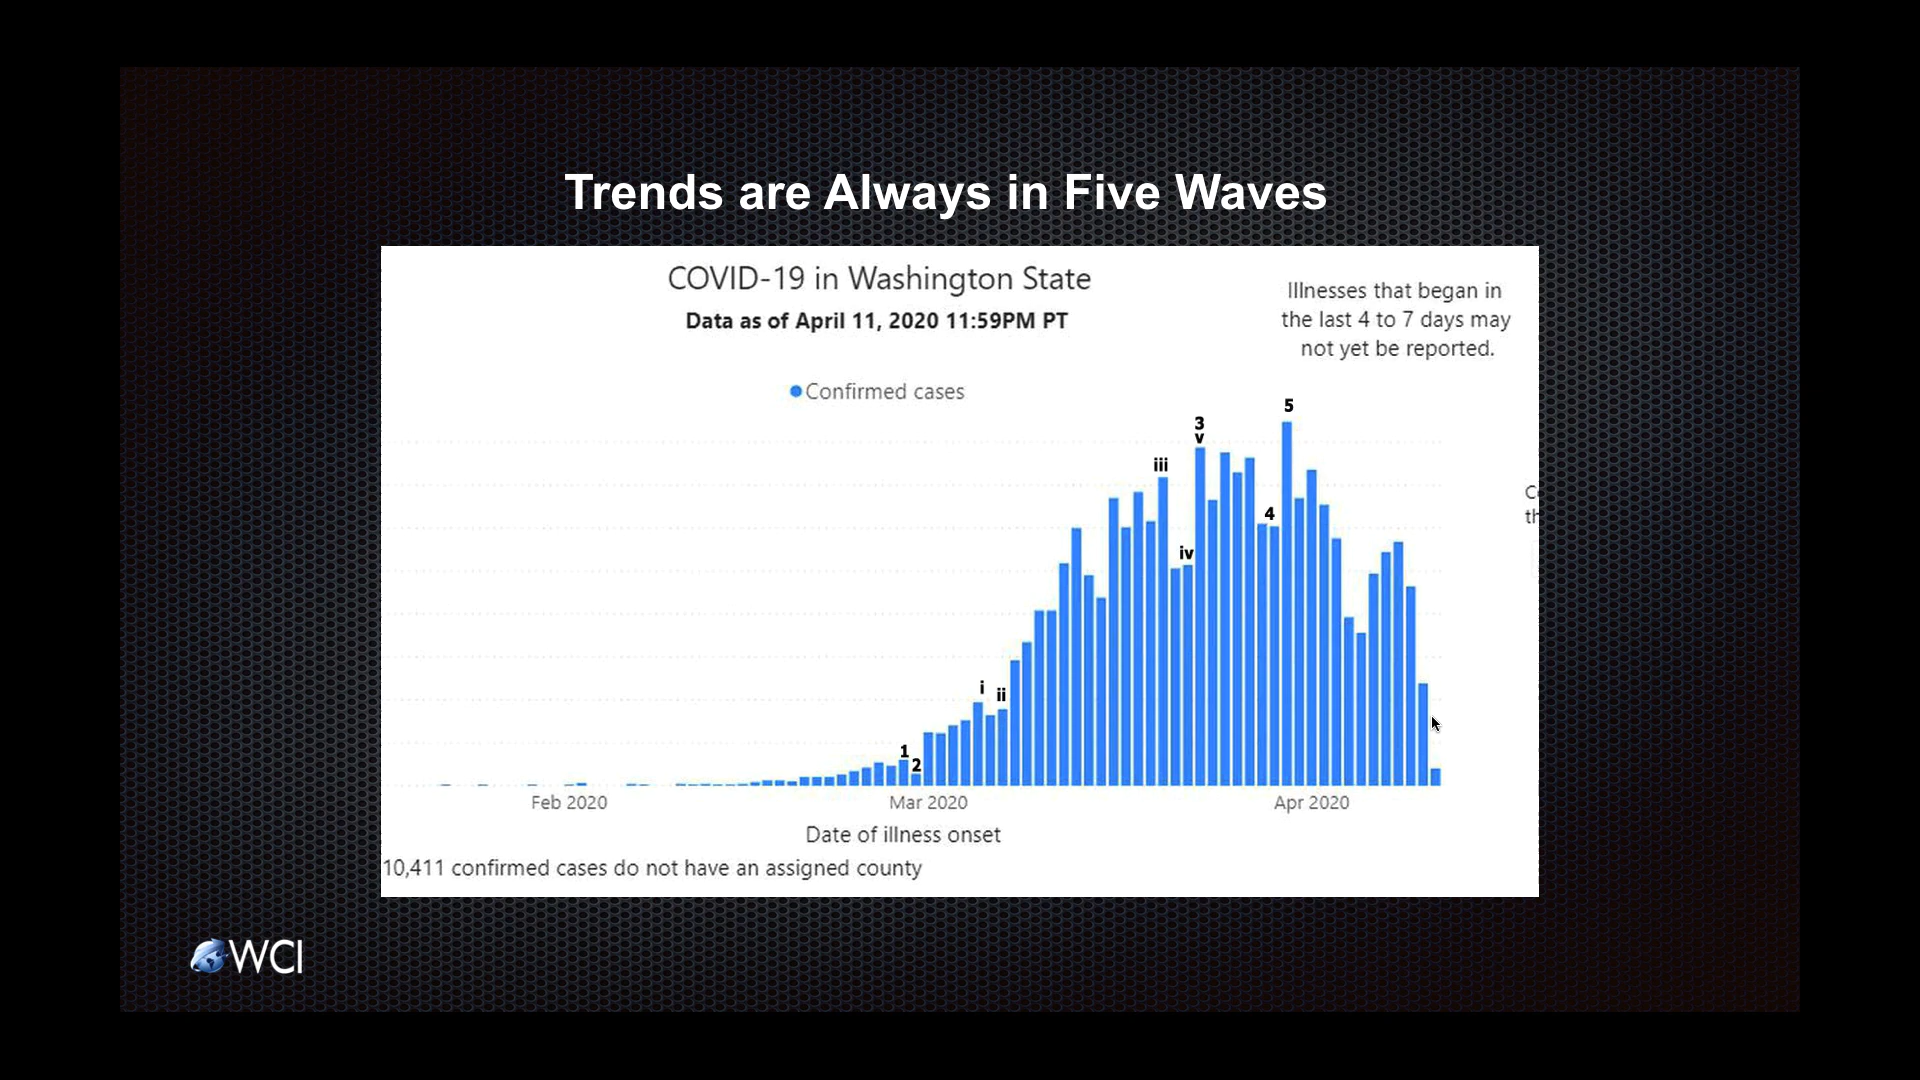 Trends are Always in Five Waves
COVID-19 in Washington State
Data as of April 11, 2020 11:59PM PT
Illnesses that began in
the last 4 to 7 days may
not yet be reported.
Confirmed cases
5
3
v
iii
4
iv
i
ii
1
2
Feb 2020 Mar 2020 Apr 2020
Date of illness onset
10,411 confirmed cases do not have an assigned county
WCI